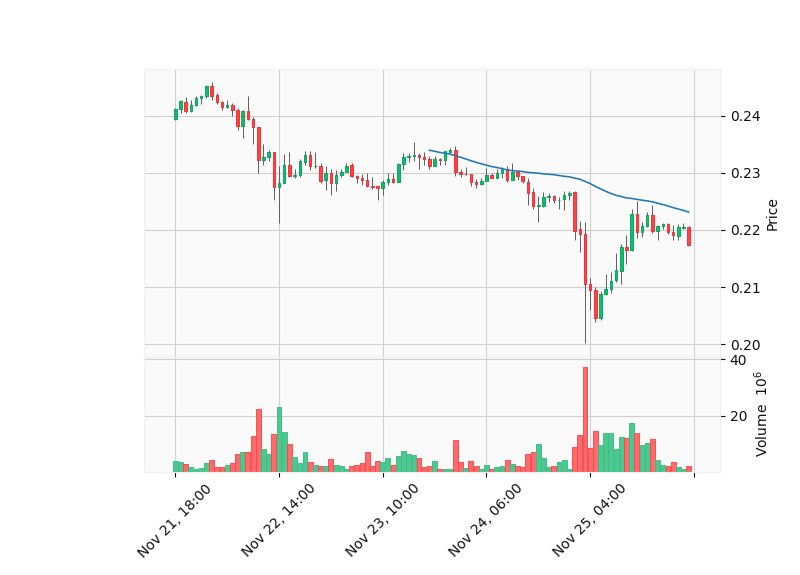 0.24
0.23
0.22
0.21
0.20
Price
40
20
Volume 10^6
Nov 21, 18:00
Nov 22, 14:00
Nov 23, 10:00
Nov 24, 06:00
Nov 25, 04:00